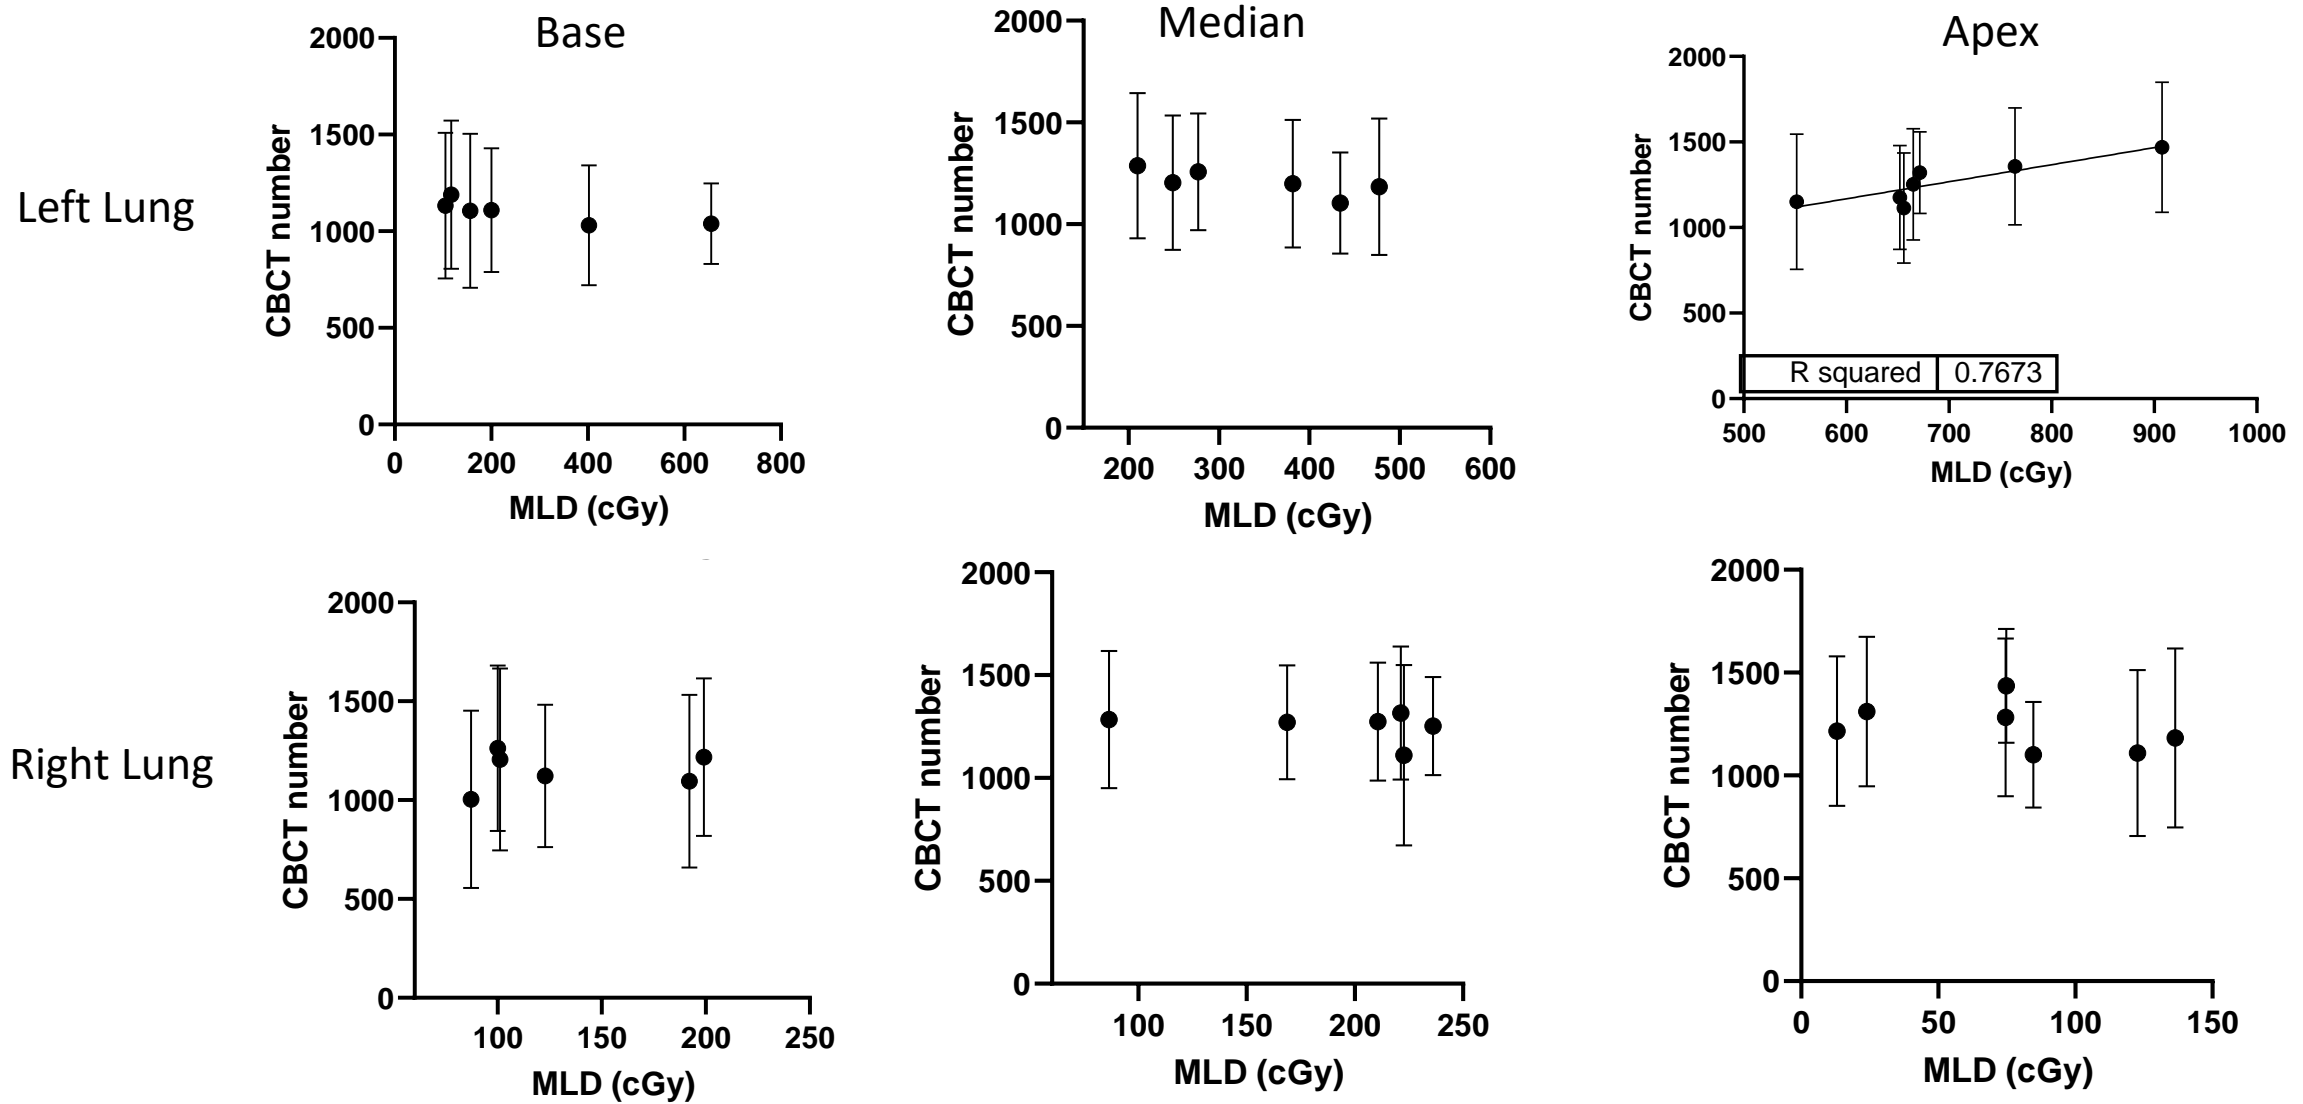 Base
Median
Apex
Left Lung
2000
1500
1000
500
0
CBCT number
0 200 400 600 800
MLD (cGy)
2000
1500
1000
500
0
CBCT number
200 300 400 500 600
MLD (cGy)
2000
1500
1000
500
0
CBCT number
R squared 0.7673
500 600 700 800 900 1000
MLD (cGy)
Right Lung
2000
1500
1000
500
0
CBCT number
100 150 200 250
MLD (cGy)
2000
1500
1000
500
0
CBCT number
100 150 200 250
MLD (cGy)
2000
1500
1000
500
0
CBCT number
0 50 100 150
MLD (cGy)